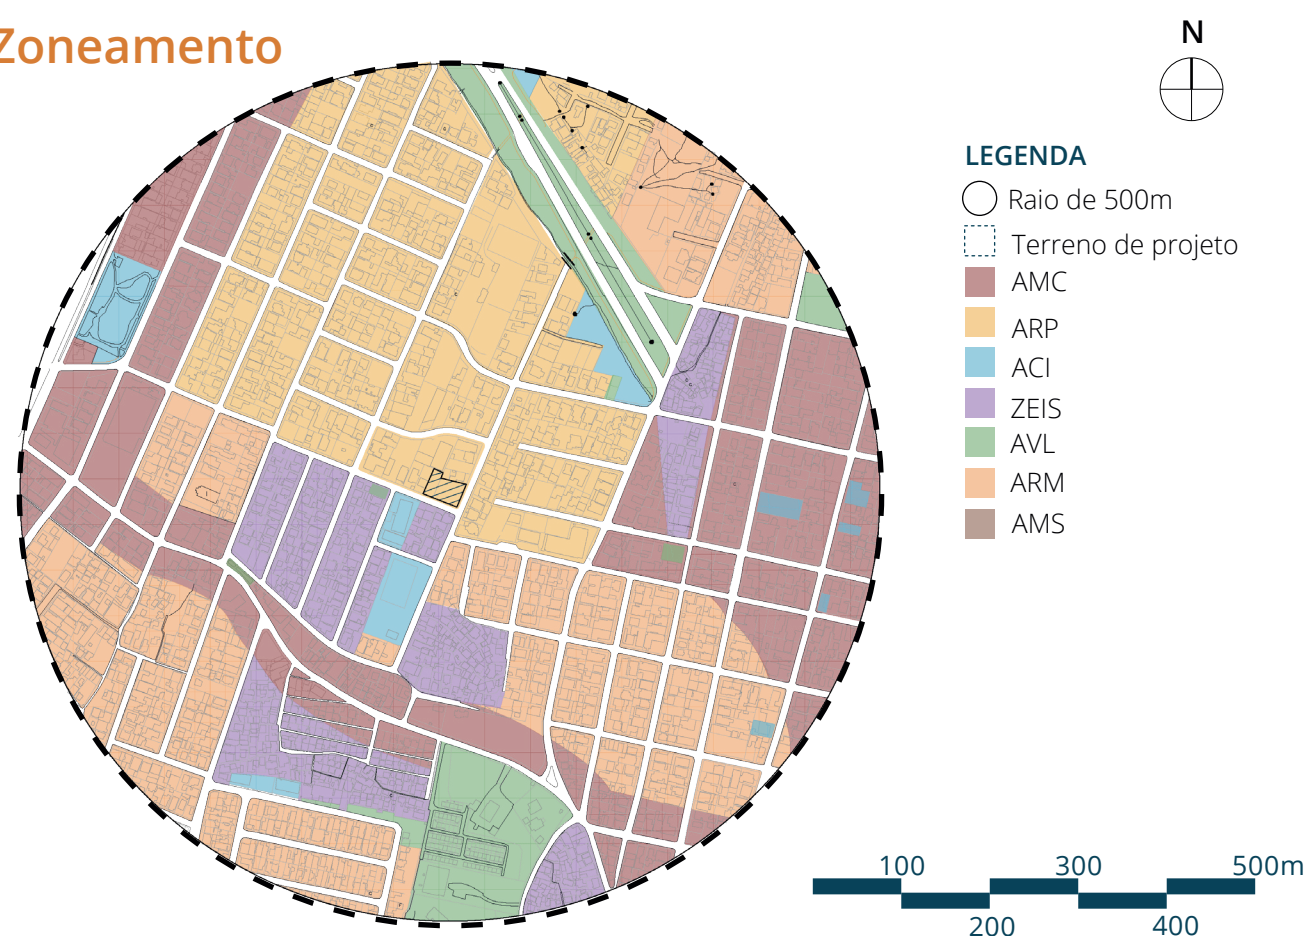 Zoneamento
N
LEGENDA
Raio de 500m
Terreno de projeto
AMC
ARP
ACI
ZEIS
AVL
ARM
AMS
100 300 500m
200 400